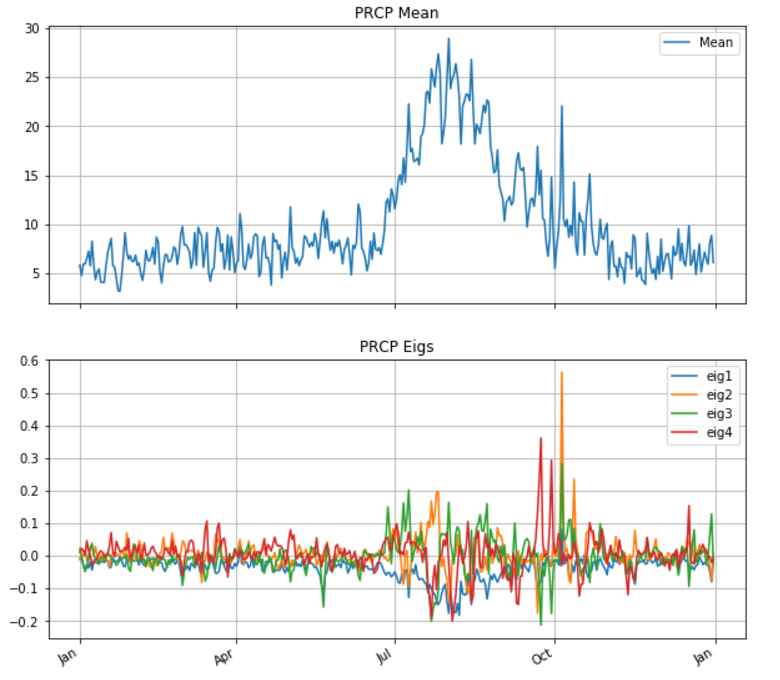 PRCP Mean
30
25
20
15
10
5
Mean
PRCP Eigs
0.6
0.5
0.4
0.3
0.2
0.1
0.0
−0.1
−0.2
eig1
eig2
eig3
eig4
Jan
Apr
Jul
Oct
Jan